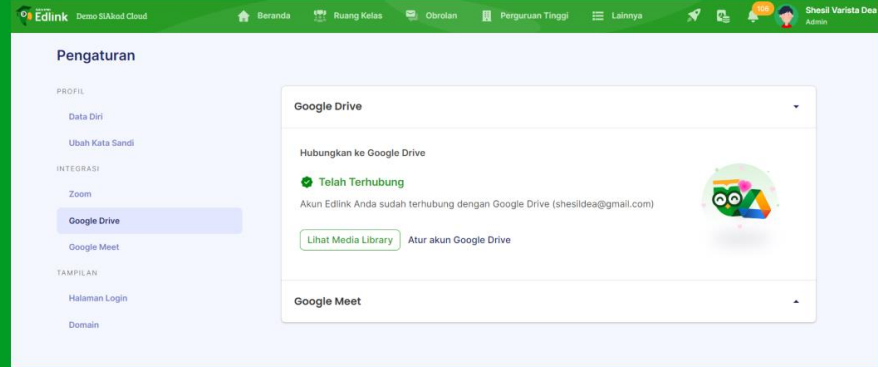 Edlink Demo SIAkad Cloud
Beranda
Ruang Kelas
Obrolan
Perguruan Tinggi
Lainnya
106
Shesil Varista Dea
Admin
Pengaturan
PROFIL
Data Diri
Ubah Kata Sandi
INTEGRASI
Zoom
Google Drive
Google Meet
TAMPILAN
Halaman Login
Domain
Google Drive
Hubungkan ke Google Drive
Telah Terhubung
Akun Edlink Anda sudah terhubung dengan Google Drive (shesildea@gmail.com)
Lihat Media Library
Atur akun Google Drive
Google Meet